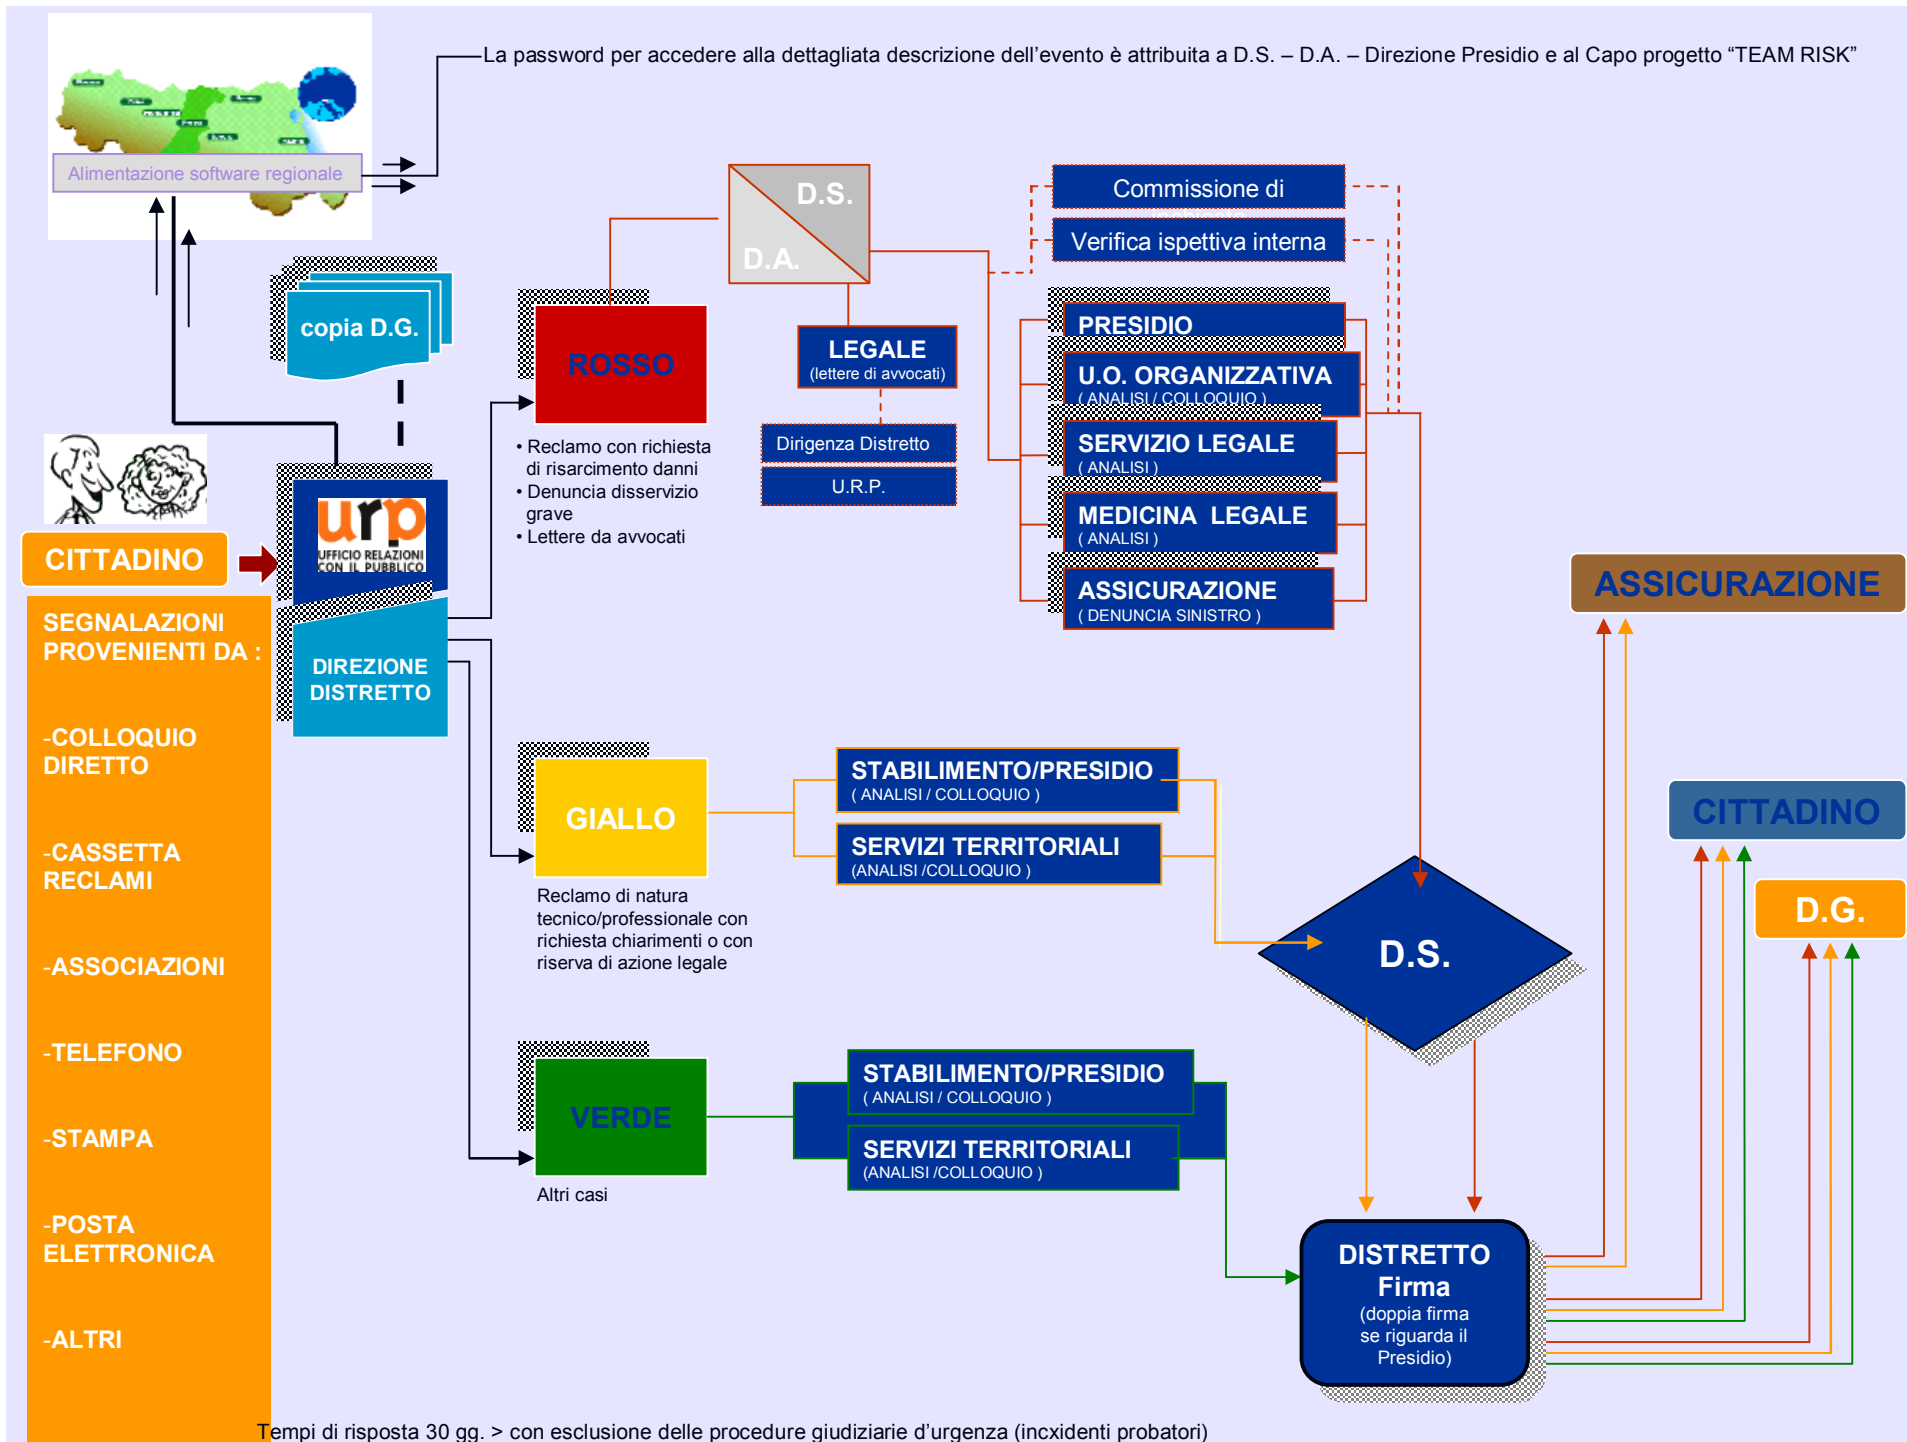 La password per accedere alla dettagliata descrizione dell'evento è attribuita a D.S. – D.A. – Direzione Presidio e al Capo progetto “TEAM RISK”
Alimentazione software regionale
copia D.G.
CITTADINO
SEGNALAZIONI
PROVENIENTI DA :
-COLLOQUIO
DIRETTO
-CASSETTA
RECLAMI
-ASSOCIAZIONI
-TELEFONO
-STAMPA
-POSTA
ELETTRONICA
-ALTRI
urp
UFFICIO RELAZIONI
CON IL PUBBLICO
DIREZIONE
DISTRETTO
ROSSO
• Reclamo con richiesta
di risarcimento danni
• Denuncia disservizio
grave
• Lettere da avvocati
D.S.
D.A.
LEGALE
(lettere di avvocati)
Dirigenza Distretto
U.R.P.
Commissione di
Verifica ispettiva interna
PRESIDIO
U.O. ORGANIZZATIVA
( ANALISI / COLLOQUIO )
SERVIZIO LEGALE
( ANALISI )
MEDICINA LEGALE
( ANALISI )
ASSICURAZIONE
( DENUNCIA SINISTRO )
GIALLO
Reclamo di natura
tecnico/professionale con
richiesta chiarimenti o con
riserva di azione legale
STABILIMENTO/PRESIDIO
( ANALISI / COLLOQUIO )
SERVIZI TERRITORIALI
(ANALISI /COLLOQUIO )
VERDE
Altri casi
STABILIMENTO/PRESIDIO
( ANALISI / COLLOQUIO )
SERVIZI TERRITORIALI
(ANALISI /COLLOQUIO )
ASSICURAZIONE
CITTADINO
D.G.
D.S.
DISTRETTO
Firma
(doppia firma
se riguarda il
Presidio)
Tempi di risposta 30 gg. > con esclusione delle procedure giudiziarie d'urgenza (incxidenti probatori)